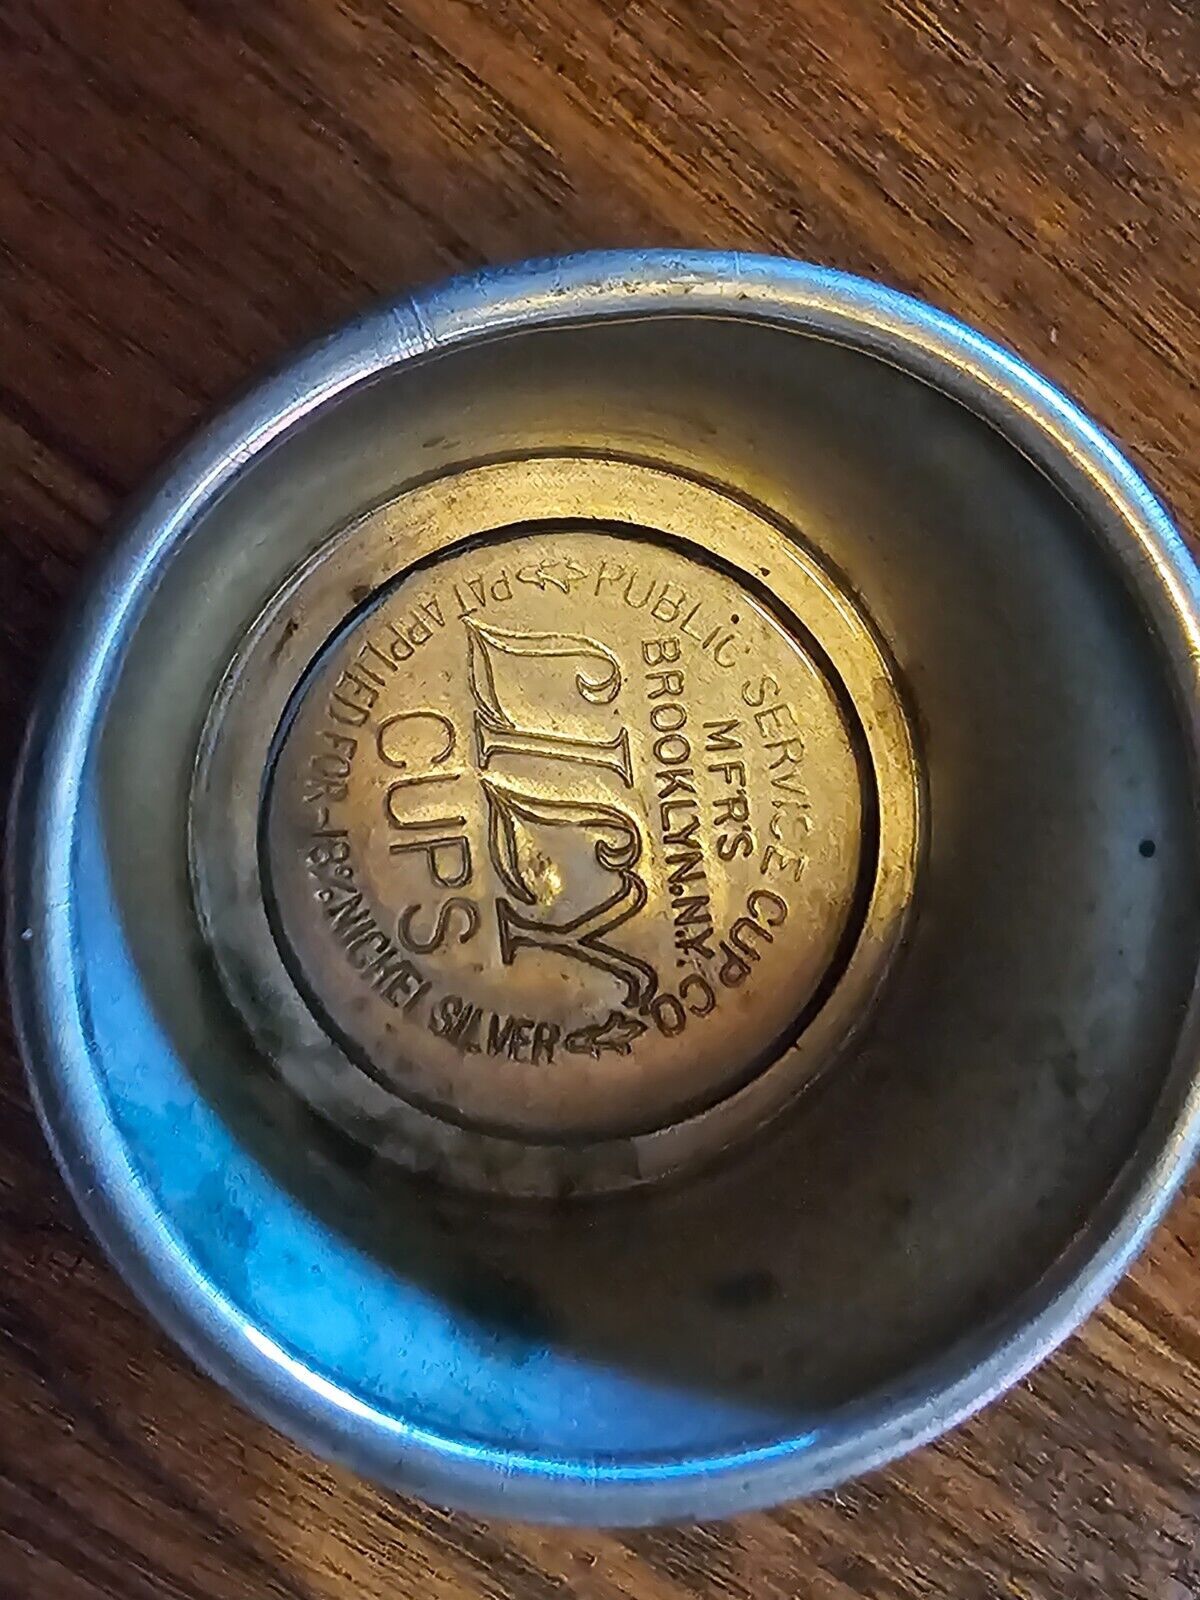 PUBLIC SERVICE CUP CO
MFRS
BROOKLYN.N.Y.
LILY
CUPS
PAT APPLIED FOR-18% NICKEL SILVER